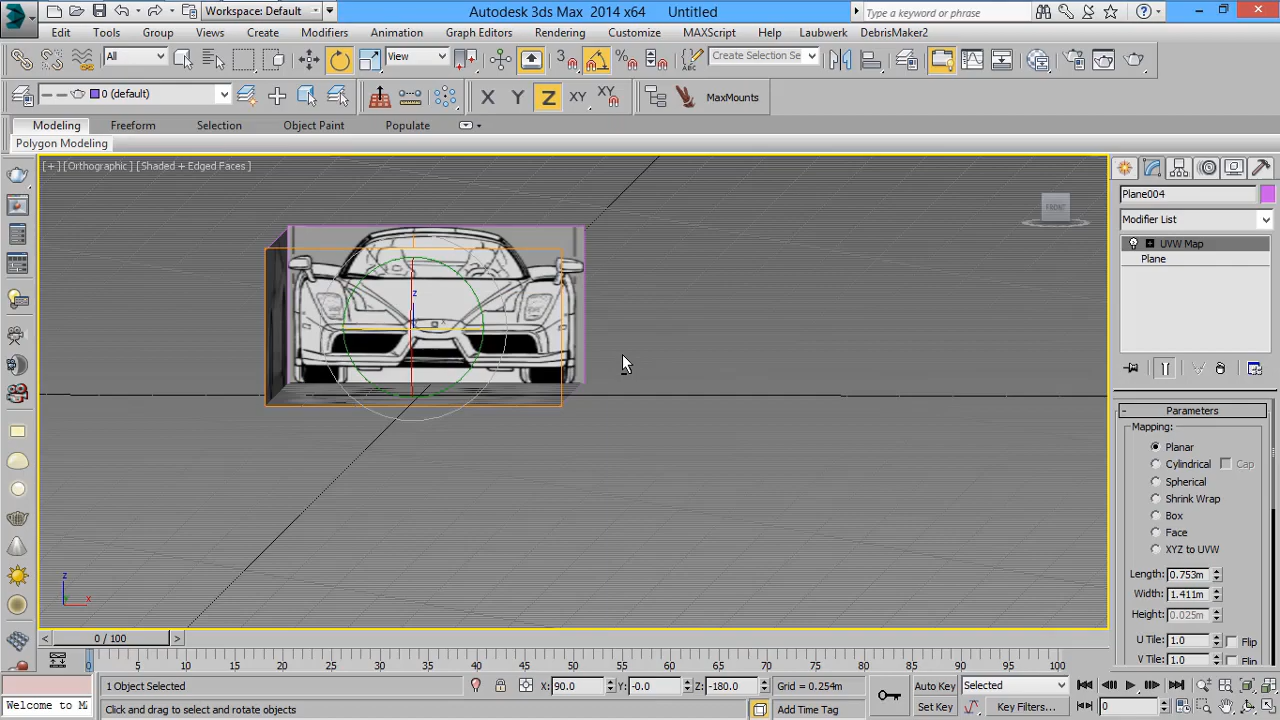 Workspace: Default
Autodesk 3ds Max 2014 x64 Untitled
Type a keyword or phrase
Edit Tools Group Views Create Modifiers Animation Graph Editors Rendering Customize MAXScript Help Laubwerk DebrisMaker2
All View 3 Create Selection Se
0 (default) X Y Z XY XY MaxMounts
Modeling Freeform Selection Object Paint Populate
Polygon Modeling
[+] [Orthographic] [Shaded + Edged Faces]
FRONT
Plane004
Modifier List
UVW Map
Plane
z
Parameters
Mapping:
Planar
Cylindrical Cap
Spherical
Shrink Wrap
Box
Face
XYZ to UVW
Length: 0.753m
Width: 1.411m
Height: 0.025m
U Tile: 1.0 Flip
V Tile: 1.0 Flip
z
x
< 0 / 100 >
0 5 10 15 20 25 30 35 40 45 50 55 60 65 70 75 80 85 90 95 100
1 Object Selected X: 90.0 Y: -0.0 Z: -180.0 Grid = 0.254m Auto Key Selected
Welcome to M Click and drag to select and rotate objects Add Time Tag Set Key Key Filters... 0